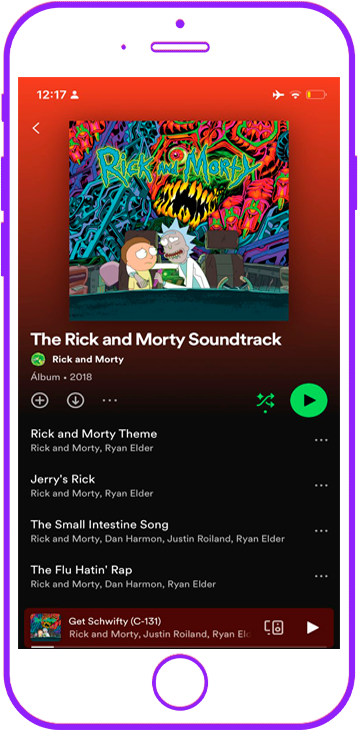 12:17
Rick and Morty
The Rick and Morty Soundtrack
Rick and Morty
Álbum • 2018
Rick and Morty Theme
Rick and Morty, Ryan Elder
Jerry's Rick
Rick and Morty, Ryan Elder
The Small Intestine Song
Rick and Morty, Dan Harmon, Justin Roiland, Ryan Elder
The Flu Hatin' Rap
Rick and Morty, Dan Harmon, Ryan Elder
Get Schwifty (C-131)
Rick and Morty, Justin Roiland, Ryan Elc